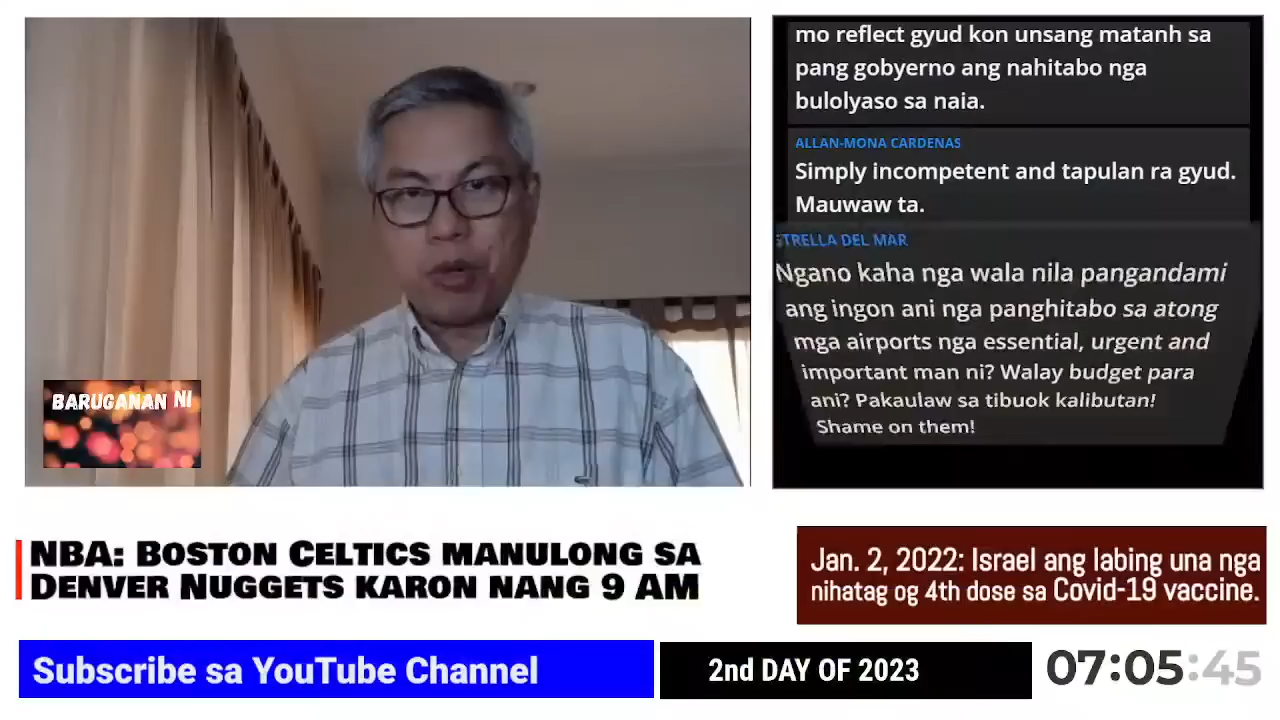 mo reflect gyud kon unsang matanh sa
pang gobyerno ang nahitabo nga
bulolyaso sa naia.
ALLAN-MONA CARDENAS
Simply incompetent and tapulan ra gyud.
Mauwaw ta.
STRELLA DEL MAR
Ngano kaha nga wala nila pangandami
ang ingon ani nga panghitabo sa atong
mga airports nga essential, urgent and
important man ni? Walay budget para
ani? Pakaulaw sa tibuok kalibutan!
Shame on them!
BARUGANAN NI
NBA: BOSTON CELTICS MANULONG SA
DENVER NUGGETS KARON NANG 9 AM
Jan. 2, 2022: Israel ang labing una nga
nihatag og 4th dose sa Covid-19 vaccine.
Subscribe sa YouTube Channel
2nd DAY OF 2023
07:05:45